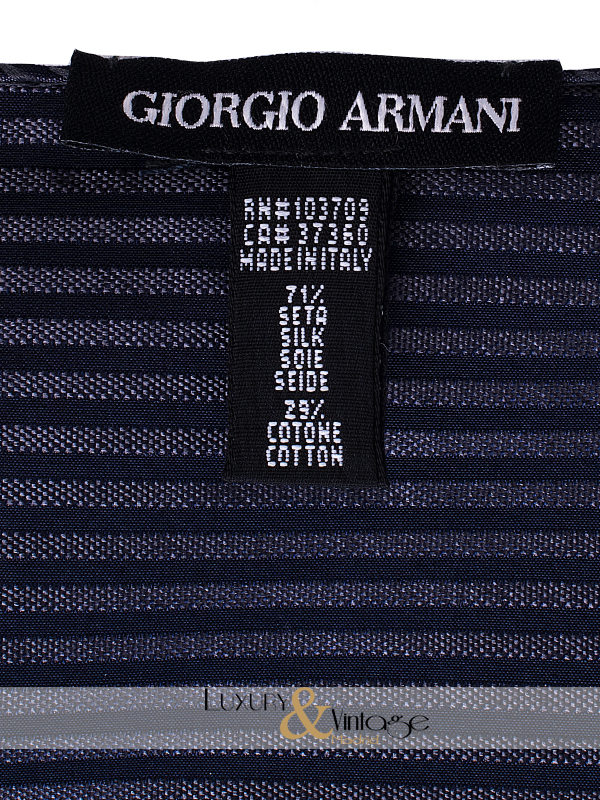 GIORGIO ARMANI
RN#103709
CA#37360
MADE IN ITALY
71%
SETA
SILK
SOIE
SEIDE
29%
COTONE
COTTON
LUXURY & Vintage